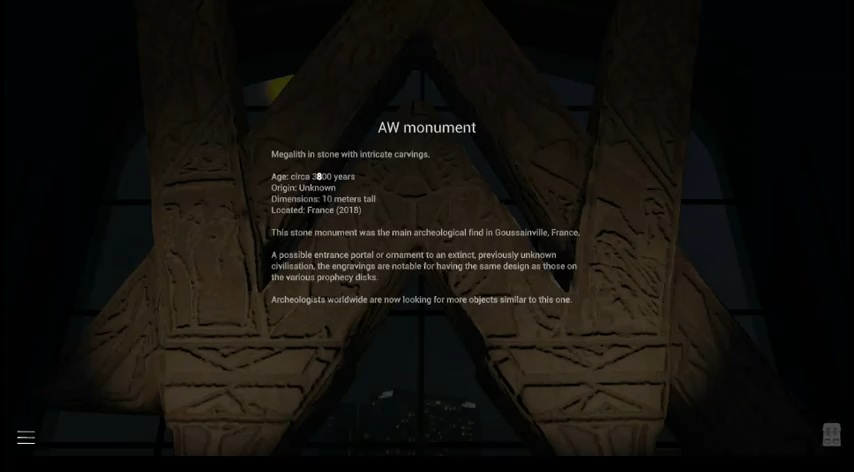 AW monument
Megalith in stone with intricate carvings.
Age: circa 3800 years
Origin: Unknown
Dimensions: 10 meters tall
Located: France (2018)
This stone monument was the main archeological find in Goussainville, France.
A possible entrance portal or ornament to an extinct, previously unknown
civilisation, the engravings are notable for having the same design as those on
the various prophecy disks.
Archeologists worldwide are now looking for more objects similar to this one.